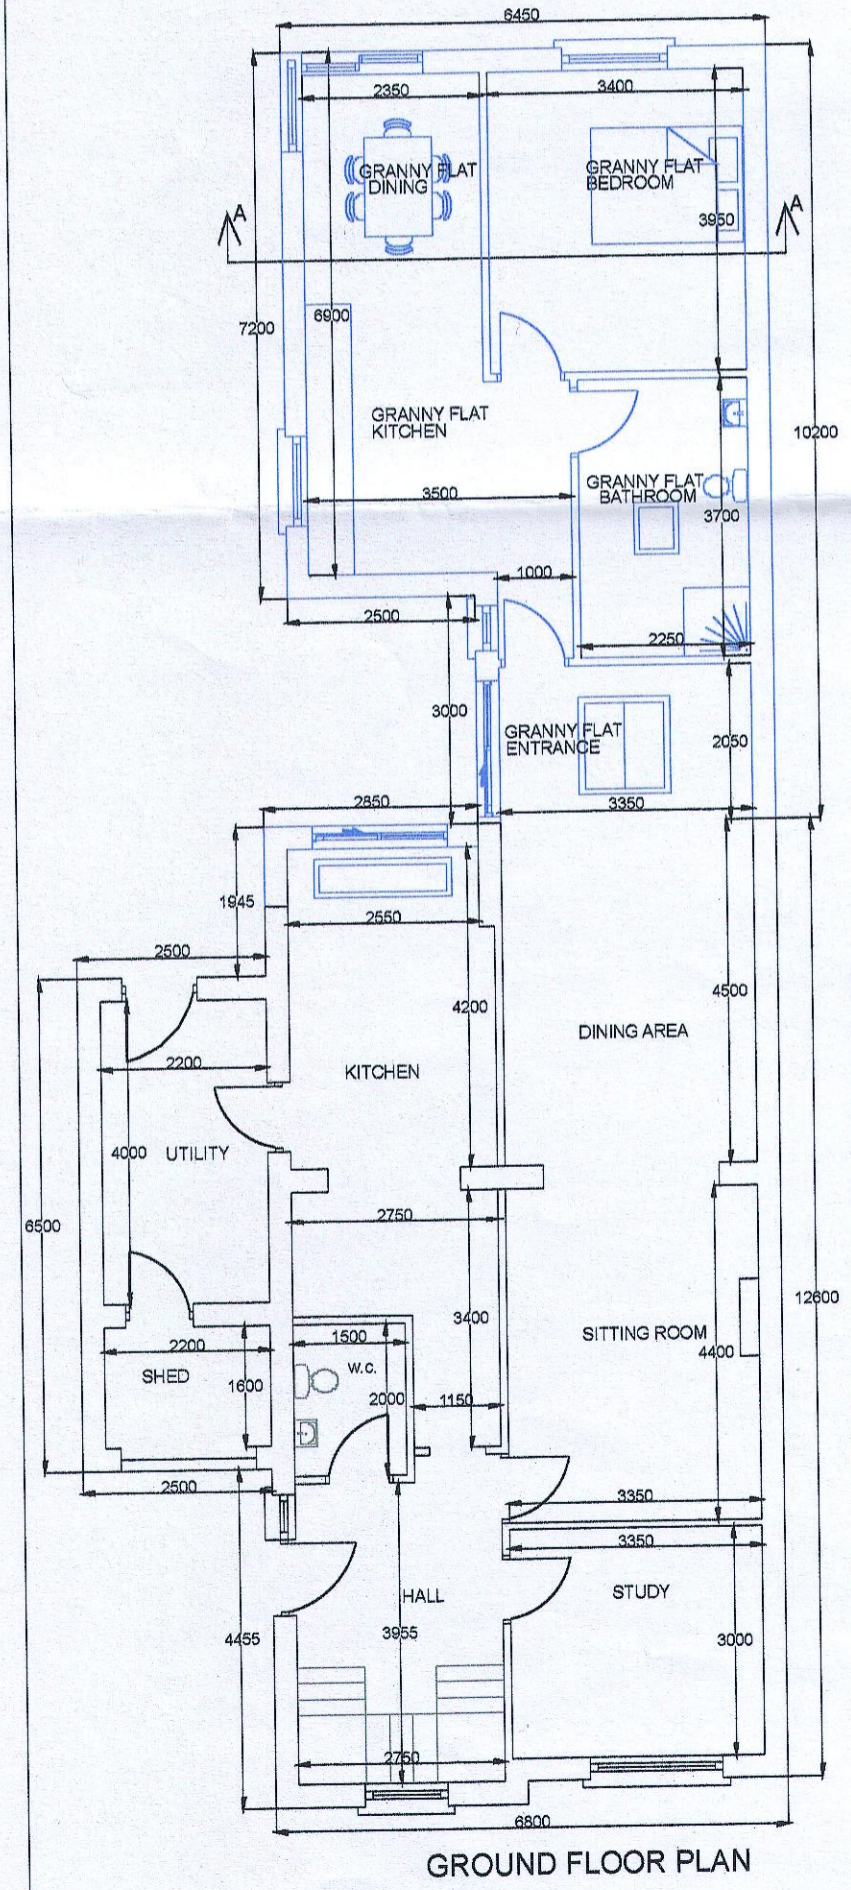 6450
2350
3400
GRANNY FLAT
DINING
GRANNY FLAT
BEDROOM
A
A
3950
7200
6900
GRANNY FLAT
KITCHEN
10200
3500
GRANNY FLAT
BATHROOM
3700
1000
2500
2250
3000
GRANNY FLAT
ENTRANCE
2050
2850
3350
1945
2550
2500
4200
4500
DINING AREA
2200
KITCHEN
4000
UTILITY
2750
6500
12600
3400
SITTING ROOM
4400
1500
2200
W.C.
SHED
1600
2000
1150
2500
3350
3350
HALL
STUDY
4455
3955
3000
2750
6800
GROUND FLOOR PLAN